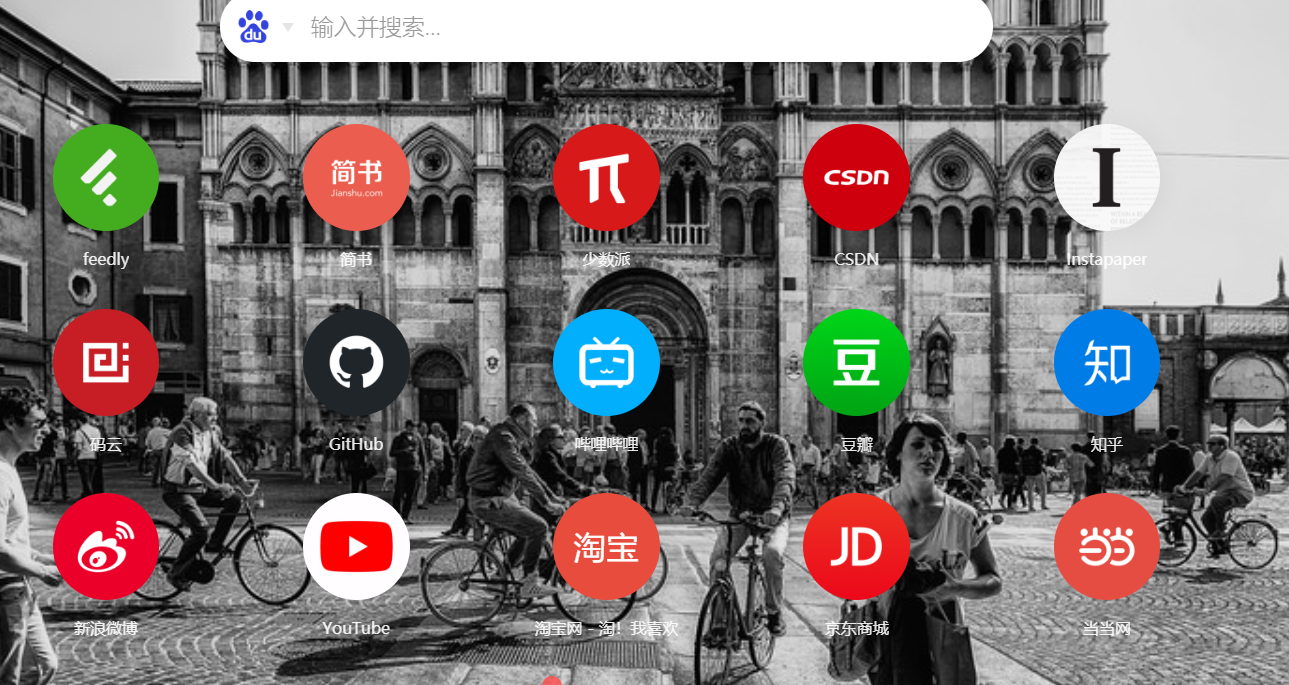 du
输入并搜索...
简书
Jianshu.com
CSDN
I
feedly
简书
少数派
CSDN
Instapaper
豆
知
码云
GitHub
哔哩哔哩
豆瓣
知乎
淘宝
JD
当当
新浪微博
YouTube
淘宝网 - 淘！我喜欢
京东商城
当当网